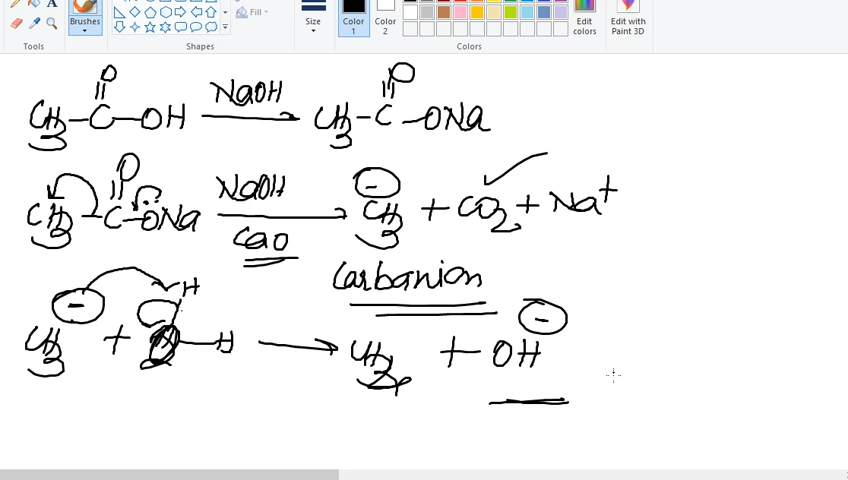 Tools
Brushes
Shapes
Fill
Size
Color 1
Color 2
Colors
Edit colors
Edit with Paint 3D
O
CH3-C-OH NaOH CH3-C-ONa
O
CH3-C-ONa NaOH CaO CH3 - + CO2 + Na+
Carbanion
H
CH3 - + -H CH4 + OH -